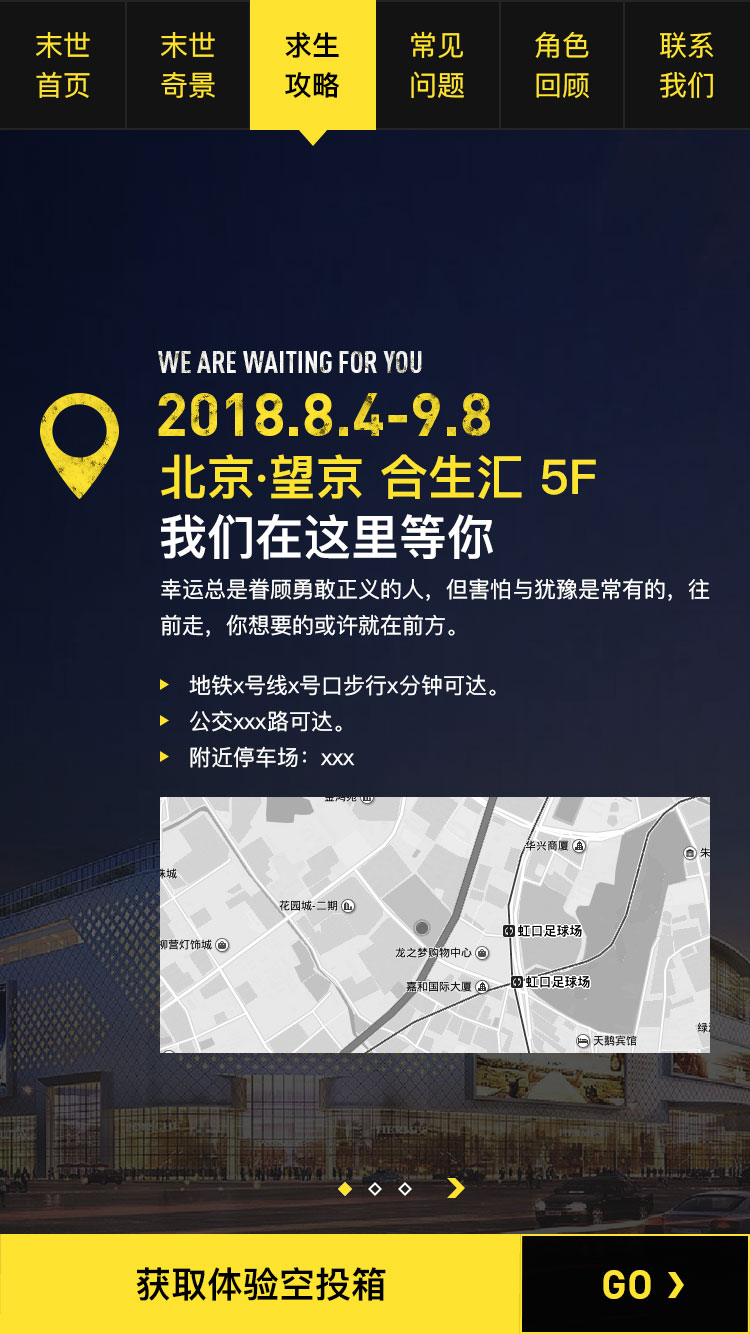 末世
首页
末世
奇景
求生
攻略
常见
问题
角色
回顾
联系
我们
WE ARE WAITING FOR YOU
2018.8.4-9.8
北京·望京 合生汇 5F
我们在这里等你
幸运总是眷顾勇敢正义的人，但害怕与犹豫是常有的，往
前走，你想要的或许就在前方。
地铁x号线x号口步行x分钟可达。
公交xxx路可达。
附近停车场：xxx
华兴商厦
朱
珠城
花园城-二期
虹口足球场
柳营灯饰城
龙之梦购物中心
虹口足球场
嘉和国际大厦
天鹅宾馆
获取体验空投箱
GO